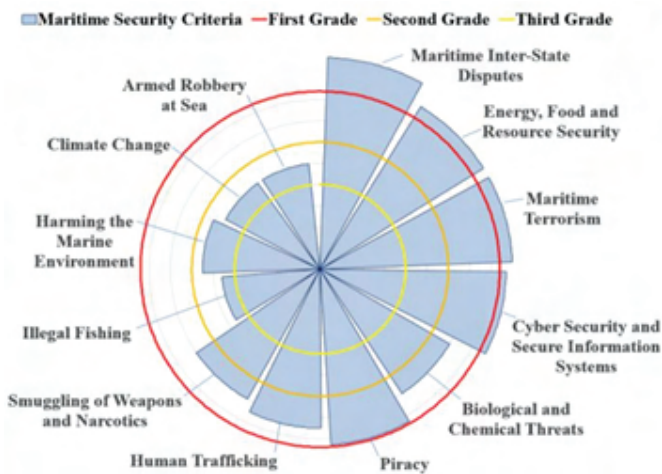 Maritime Security Criteria First Grade Second Grade Third Grade
Maritime Inter-State
Disputes
Energy, Food and
Resource Security
Maritime
Terrorism
Cyber Security and
Secure Information
Systems
Biological and
Chemical Threats
Piracy
Human Trafficking
Smuggling of Weapons
and Narcotics
Illegal Fishing
Harming the
Marine
Environment
Climate Change
Armed Robbery
at Sea